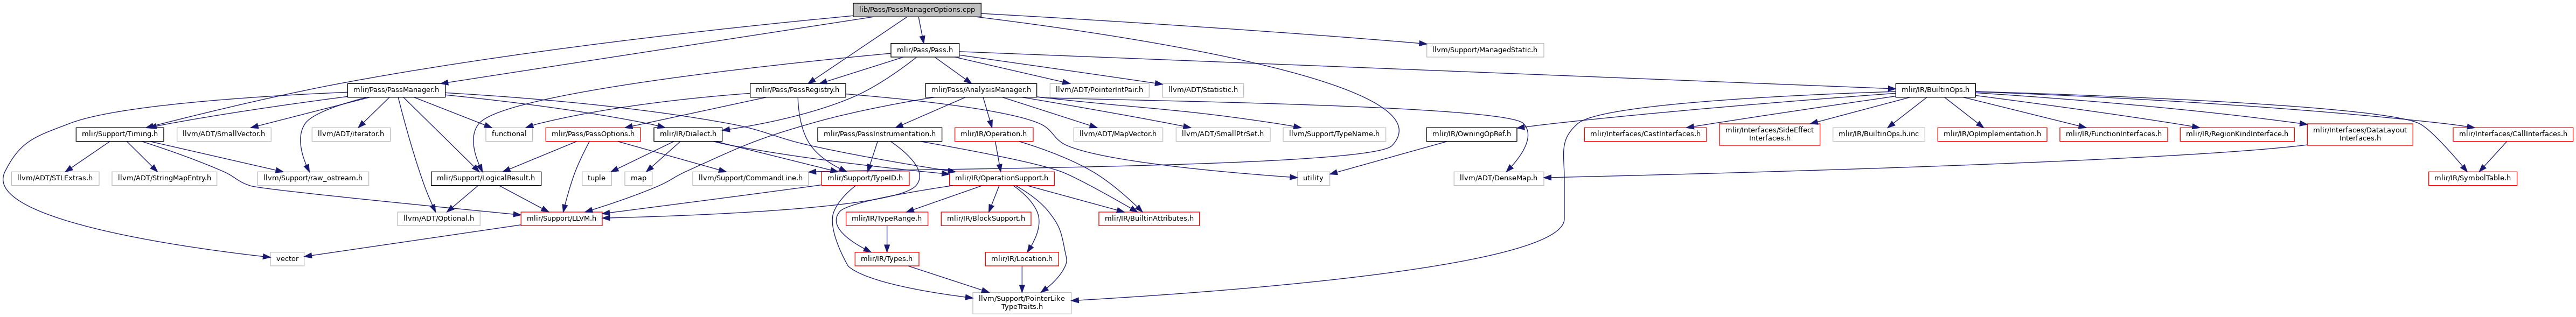 lib/Pass/PassManagerOptions.cpp
mlir/Pass/Pass.h
llvm/Support/ManagedStatic.h
mlir/Pass/PassManager.h
mlir/Pass/PassRegistry.h
mlir/Pass/AnalysisManager.h
llvm/ADT/PointerIntPair.h
llvm/ADT/Statistic.h
mlir/IR/BuiltinOps.h
mlir/Support/Timing.h
llvm/ADT/SmallVector.h
llvm/ADT/iterator.h
functional
mlir/Pass/PassOptions.h
mlir/IR/Dialect.h
mlir/Pass/PassInstrumentation.h
mlir/IR/Operation.h
llvm/ADT/MapVector.h
llvm/ADT/SmallPtrSet.h
llvm/Support/TypeName.h
mlir/IR/OwningOpRef.h
mlir/Interfaces/CastInterfaces.h
mlir/Interfaces/SideEffect
Interfaces.h
mlir/IR/BuiltinOps.h.inc
mlir/IR/OpImplementation.h
mlir/IR/FunctionInterfaces.h
mlir/IR/RegionKindInterface.h
mlir/Interfaces/DataLayout
Interfaces.h
mlir/Interfaces/CallInterfaces.h
llvm/ADT/STLExtras.h
llvm/ADT/StringMapEntry.h
llvm/Support/raw_ostream.h
mlir/Support/LogicalResult.h
tuple
map
llvm/Support/CommandLine.h
mlir/Support/TypeID.h
mlir/IR/OperationSupport.h
utility
llvm/ADT/DenseMap.h
mlir/IR/SymbolTable.h
llvm/ADT/Optional.h
mlir/Support/LLVM.h
mlir/IR/TypeRange.h
mlir/IR/BlockSupport.h
mlir/IR/BuiltinAttributes.h
vector
mlir/IR/Types.h
mlir/IR/Location.h
llvm/Support/PointerLike
TypeTraits.h